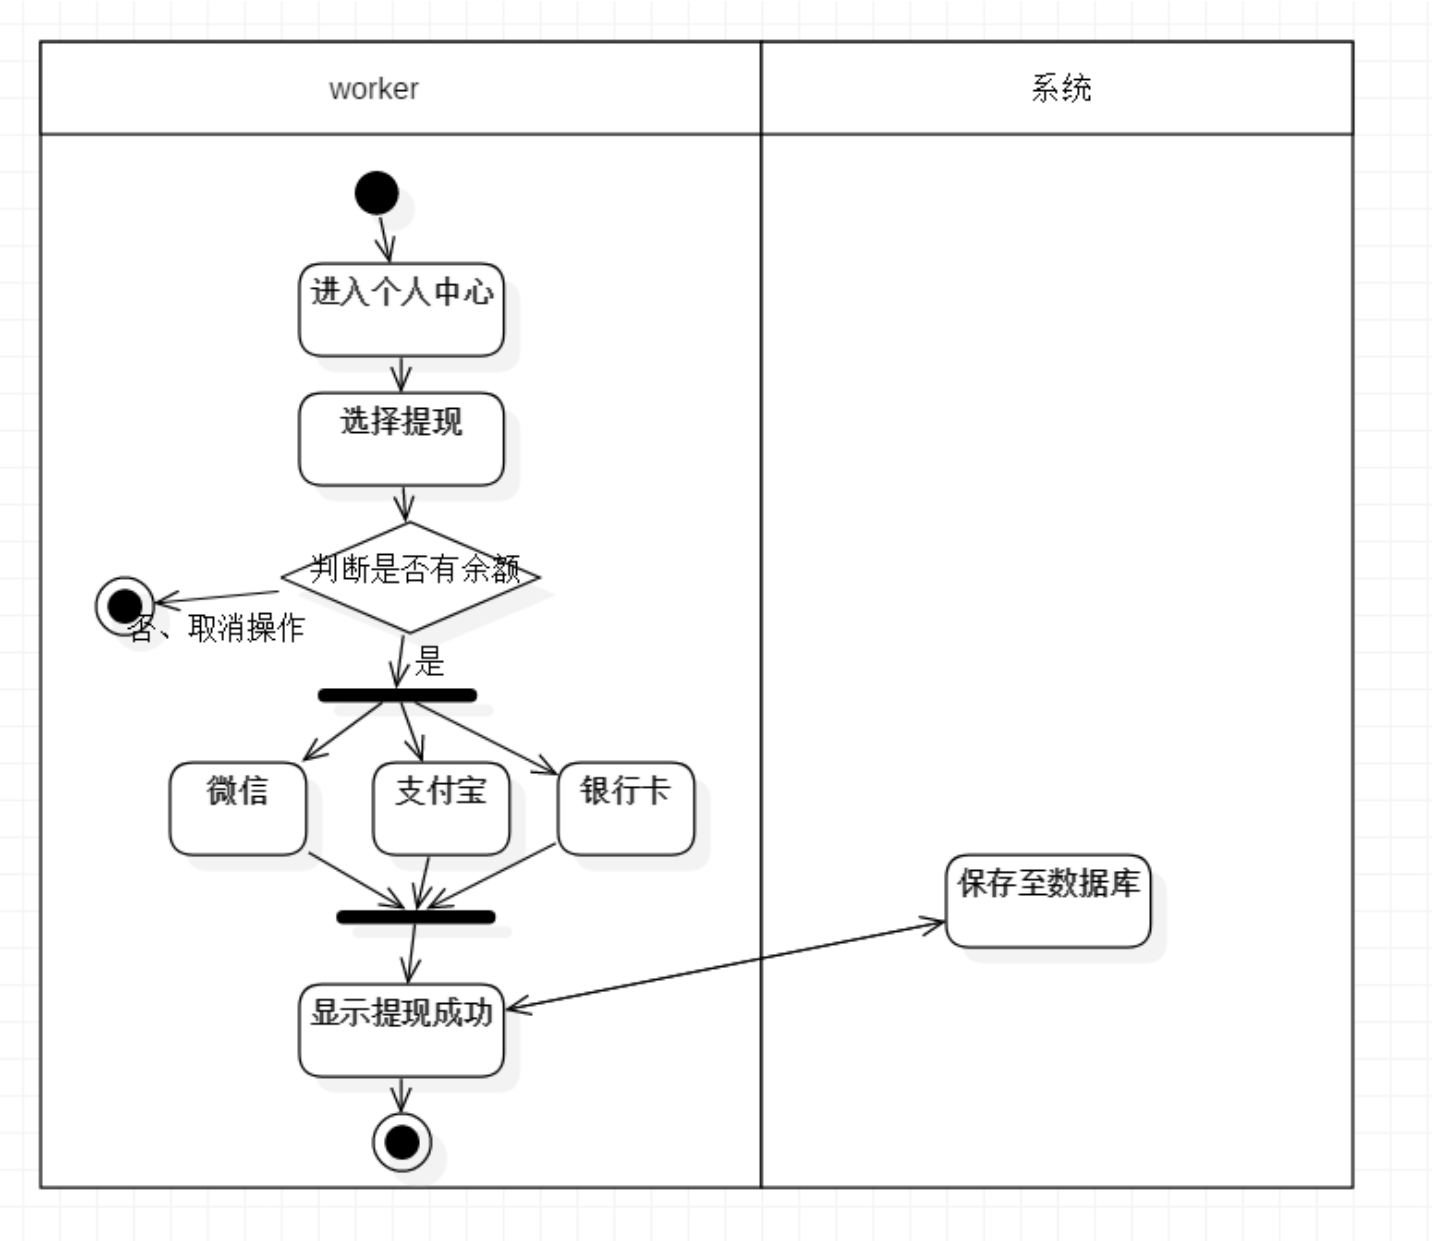 worker
系统
进入个人中心
选择提现
判断是否有余额
否、取消操作
是
微信
支付宝
银行卡
保存至数据库
显示提现成功